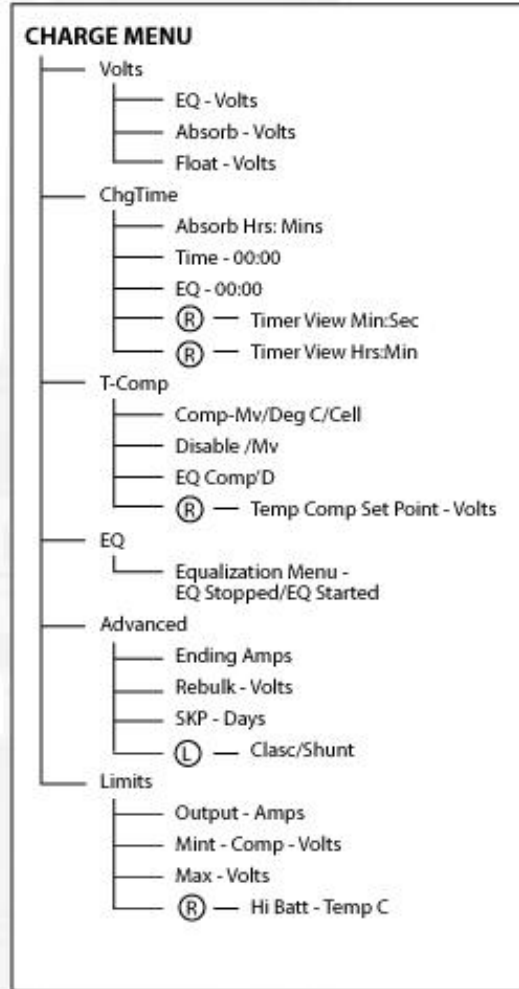 CHARGE MENU
Volts
EQ - Volts
Absorb - Volts
Float - Volts
ChgTime
Absorb Hrs: Mins
Time - 00:00
EQ - 00:00
R — Timer View Min:Sec
R — Timer View Hrs:Min
T-Comp
Comp-Mv/Deg C/Cell
Disable /Mv
EQ Comp'D
R — Temp Comp Set Point - Volts
EQ
Equalization Menu -
EQ Stopped/EQ Started
Advanced
Ending Amps
Rebulk - Volts
SKP - Days
L — Clasc/Shunt
Limits
Output - Amps
Mint - Comp - Volts
Max - Volts
R — Hi Batt - Temp C